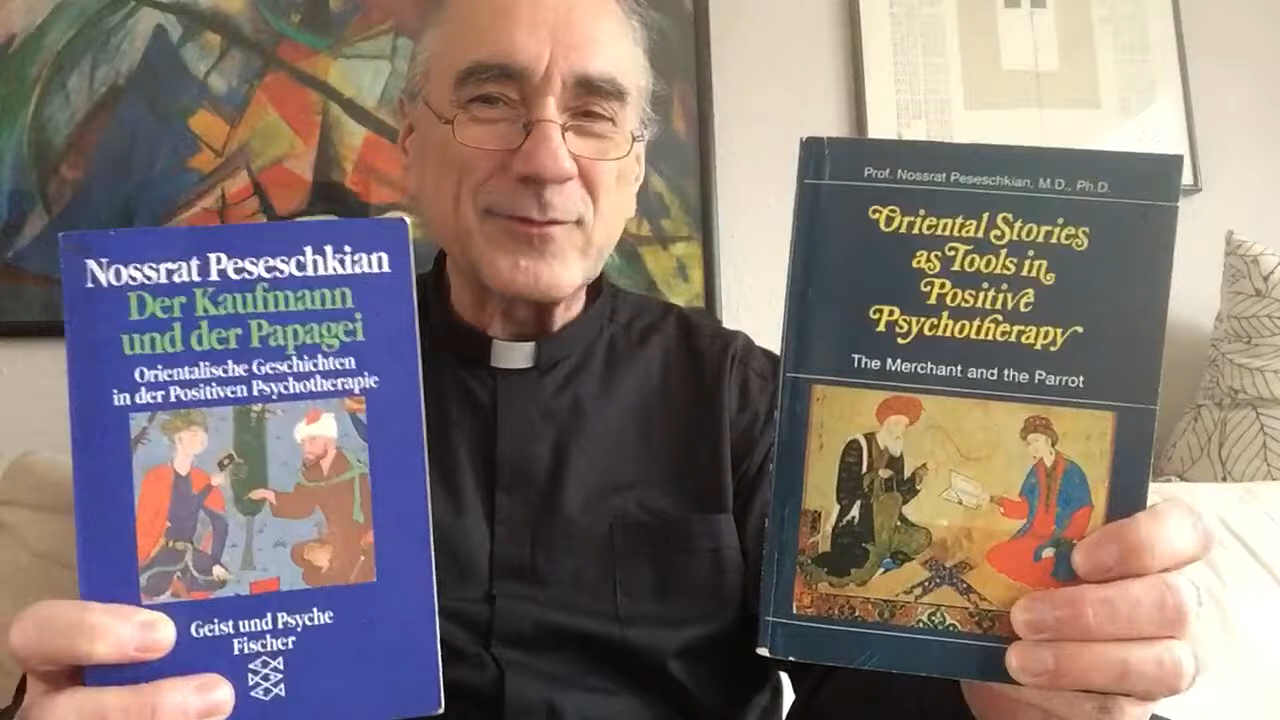 Nossrat Peseschkian
Der Kaufmann
und der Papagei
Orientalische Geschichten
in der Positiven Psychotherapie
Geist und Psyche
Fischer
Prof. Nossrat Peseschkian, M.D., Ph.D.
Oriental Stories
as Tools in
Positive
Psychotherapy
The Merchant and the Parrot